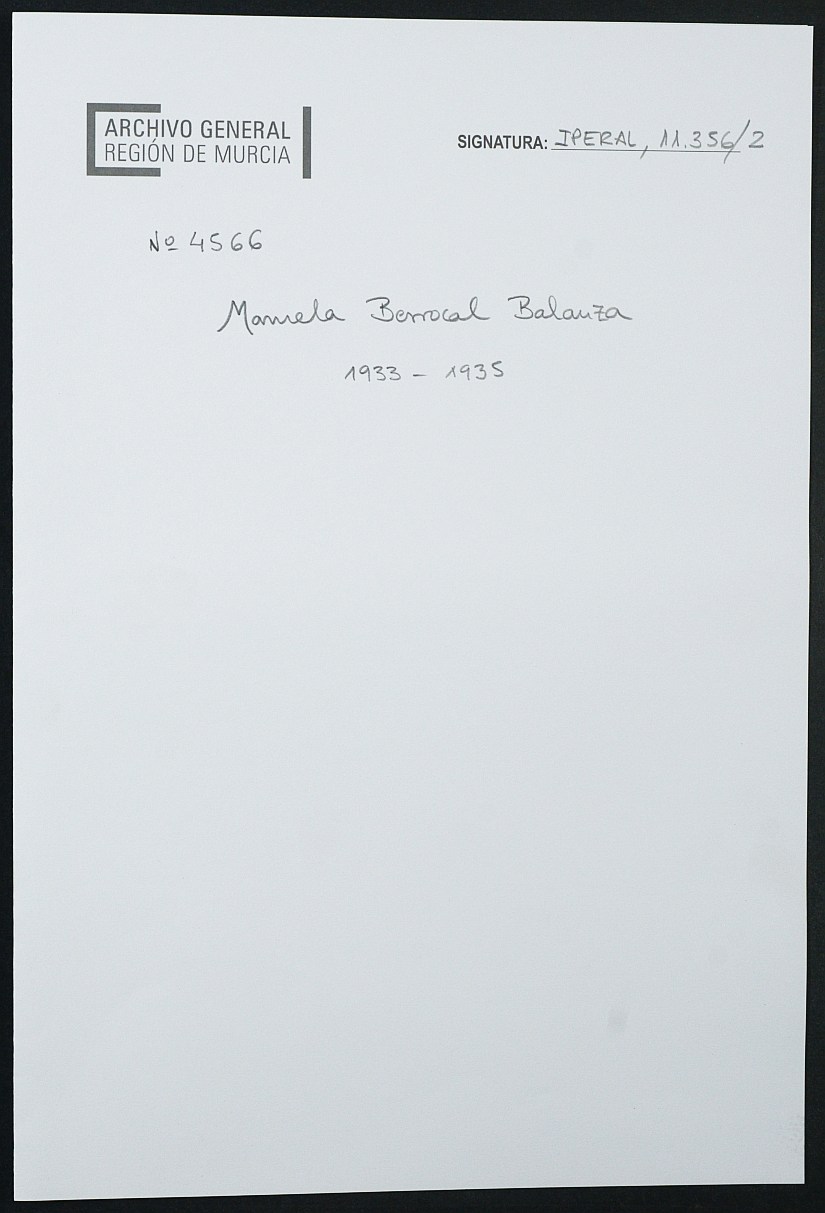 ARCHIVO GENERAL
REGIÓN DE MURCIA
SIGNATURA: IPERAL, 11.356/2
Nº 4566
Manuela Berrocal Balanza
1933 - 1935